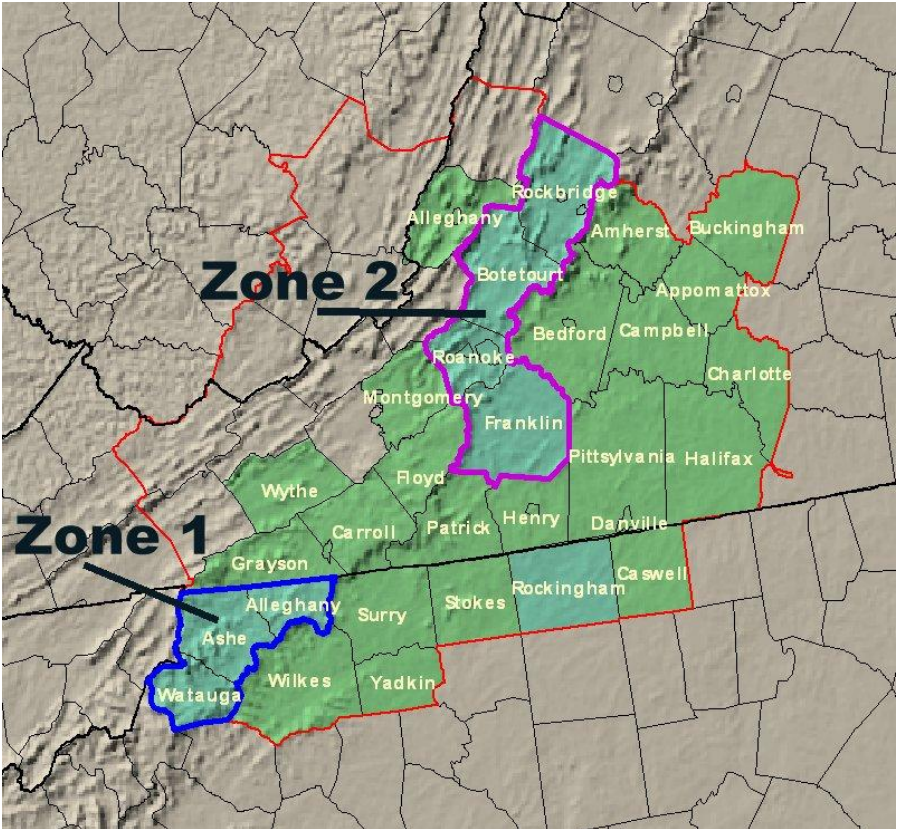 Rockbridge
Alleghany
Amherst
Buckingham
Zone 2
Botetourt
Appomattox
Bedford
Campbell
Roanoke
Charlotte
Montgomery
Franklin
Pittsylvania
Halifax
Floyd
Wythe
Henry
Danville
Patrick
Carroll
Zone 1
Grayson
Caswell
Rockingham
Stokes
Alleghany
Surry
Ashe
Wilkes
Yadkin
Watauga